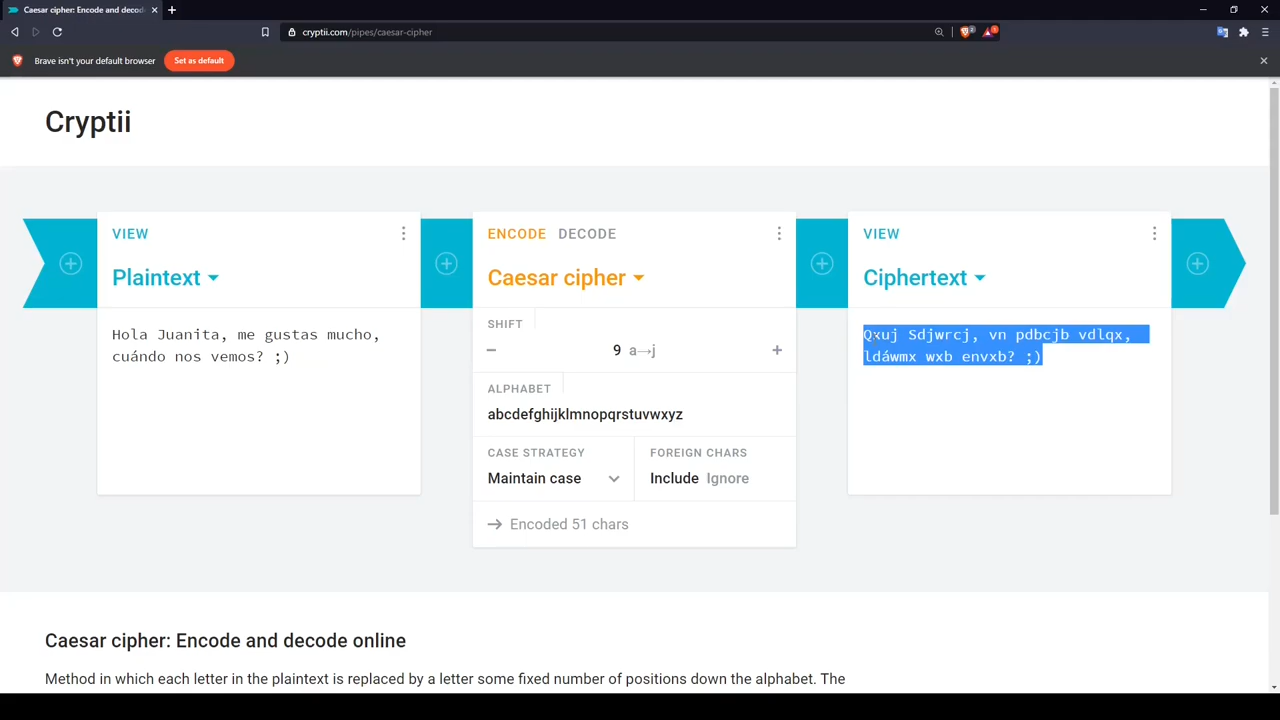 Caesar cipher: Encode and decod
cryptii.com/pipes/caesar-cipher
Brave isn't your default browser
Set as default
Cryptii
VIEW
Plaintext
Hola Juanita, me gustas mucho,
cuándo nos vemos? ;)
ENCODE DECODE
Caesar cipher
SHIFT
− 9 a→j +
ALPHABET
abcdefghijklmnopqrstuvwxyz
CASE STRATEGY
Maintain case
FOREIGN CHARS
Include Ignore
→ Encoded 51 chars
VIEW
Ciphertext
Qxuj Sdjwrcj, vn pdbcjb vdlqx,
ldáwmx wxb envxb? ;)
Caesar cipher: Encode and decode online
Method in which each letter in the plaintext is replaced by a letter some fixed number of positions down the alphabet. The